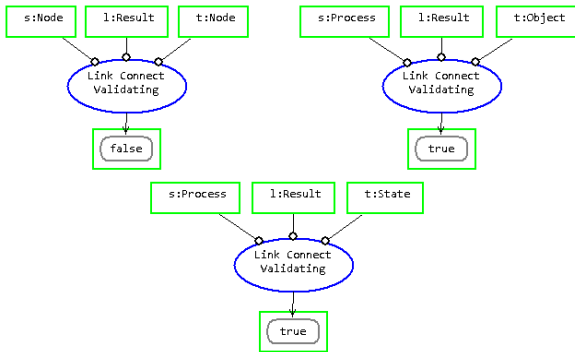 s:Node
l:Result
t:Node
Link Connect
Validating
false
s:Process
l:Result
t:Object
Link Connect
Validating
true
s:Process
l:Result
t:State
Link Connect
Validating
true